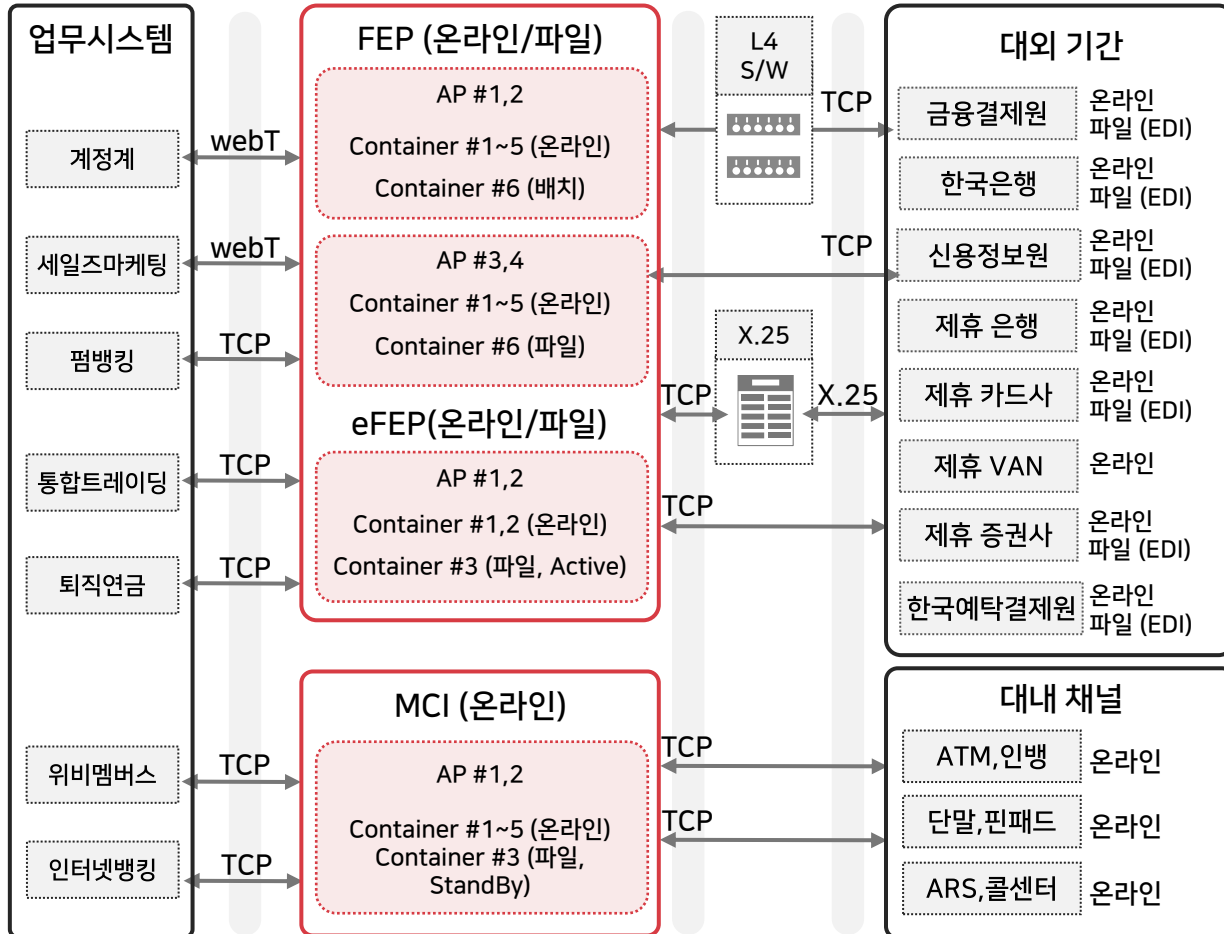 업무시스템
계정계
세일즈마케팅
펌뱅킹
통합트레이딩
퇴직연금
위비멤버스
인터넷뱅킹
webT
webT
TCP
TCP
TCP
TCP
TCP
FEP (온라인/파일)
AP #1,2
Container #1~5 (온라인)
Container #6 (배치)
AP #3,4
Container #1~5 (온라인)
Container #6 (파일)
eFEP(온라인/파일)
AP #1,2
Container #1,2 (온라인)
Container #3 (파일, Active)
MCI (온라인)
AP #1,2
Container #1~5 (온라인)
Container #3 (파일,
StandBy)
L4
S/W
TCP
TCP
X.25
TCP
X.25
TCP
TCP
TCP
대외 기간
금융결제원
온라인
파일 (EDI)
한국은행
온라인
파일 (EDI)
신용정보원
온라인
파일 (EDI)
제휴 은행
온라인
파일 (EDI)
제휴 카드사
온라인
파일 (EDI)
제휴 VAN
온라인
제휴 증권사
온라인
파일 (EDI)
한국예탁결제원
온라인
파일 (EDI)
대내 채널
ATM,인뱅
온라인
단말,핀패드
온라인
ARS,콜센터
온라인